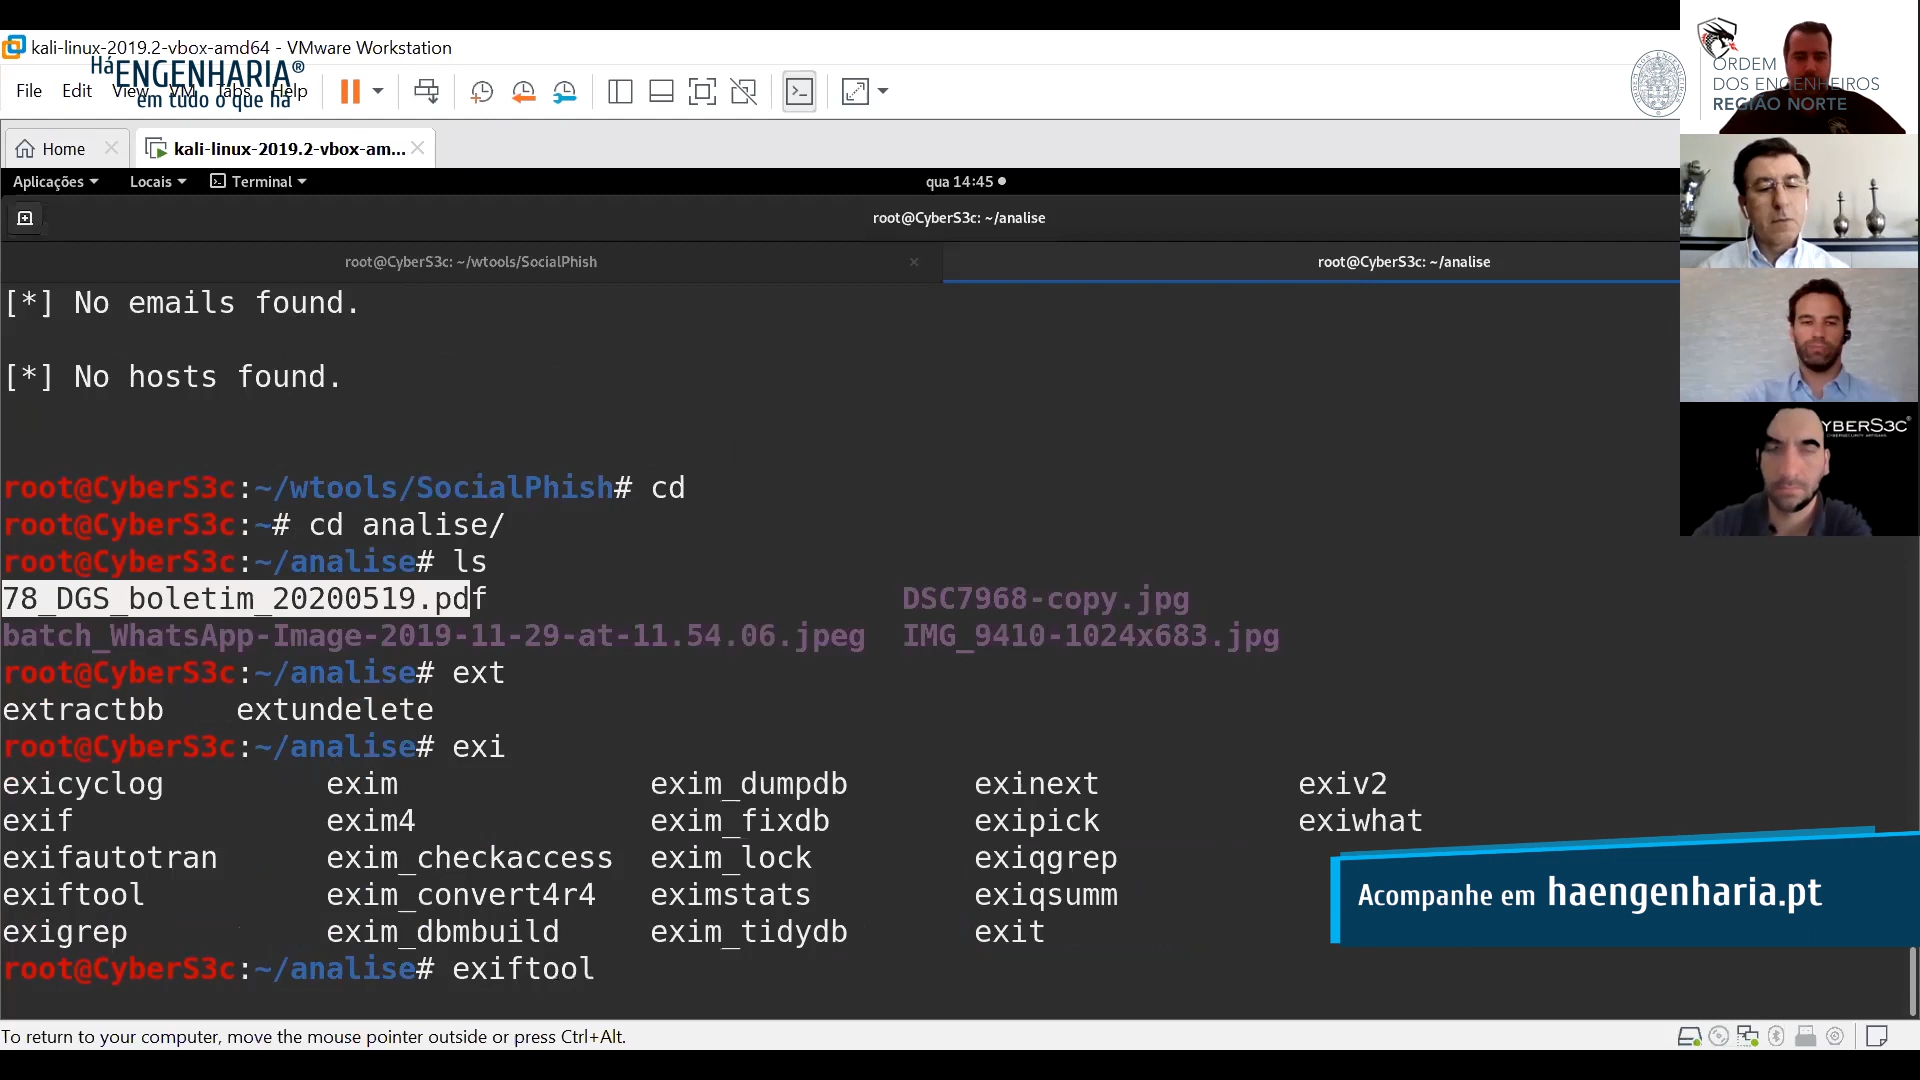 kali-linux-2019.2-vbox-amd64 - VMware Workstation
Há
ENGENHARIA®
em tudo o que há
File Edit View VM Tabs Help
ORDEM
DOS ENGENHEIROS
REGIÃO NORTE
Home
kali-linux-2019.2-vbox-am...
Aplicações Locais Terminal qua 14:45
root@CyberS3c: ~/analise
root@CyberS3c: ~/wtools/SocialPhish root@CyberS3c: ~/analise
[*] No emails found.
[*] No hosts found.
YBERS3C®
root@CyberS3c:~/wtools/SocialPhish# cd
root@CyberS3c:~# cd analise/
root@CyberS3c:~/analise# ls
78_DGS_boletim_20200519.pdf DSC7968-copy.jpg
batch_WhatsApp-Image-2019-11-29-at-11.54.06.jpeg IMG_9410-1024x683.jpg
root@CyberS3c:~/analise# ext
extractbb extundelete
root@CyberS3c:~/analise# exi
exicyclog exim exim_dumpdb exinext exiv2
exif exim4 exim_fixdb exipick exiwhat
exifautotran exim_checkaccess exim_lock exiqgrep
exiftool exim_convert4r4 eximstats exiqsumm
exigrep exim_dbmbuild exim_tidydb exit
root@CyberS3c:~/analise# exiftool
Acompanhe em haengenharia.pt
To return to your computer, move the mouse pointer outside or press Ctrl+Alt.